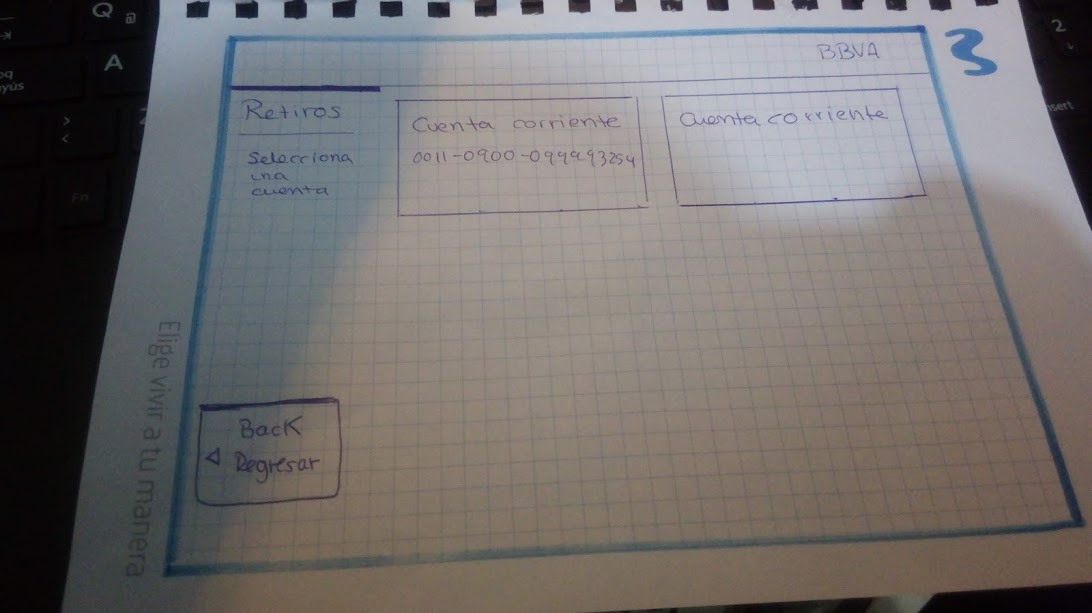 BBVA
3
Retiros
Selecciona
una
cuenta
Cuenta corriente
0011-0900-099993254
Cuenta corriente
Back
Regresar
Elige vivir a tu manera
Q
A
Fn
2